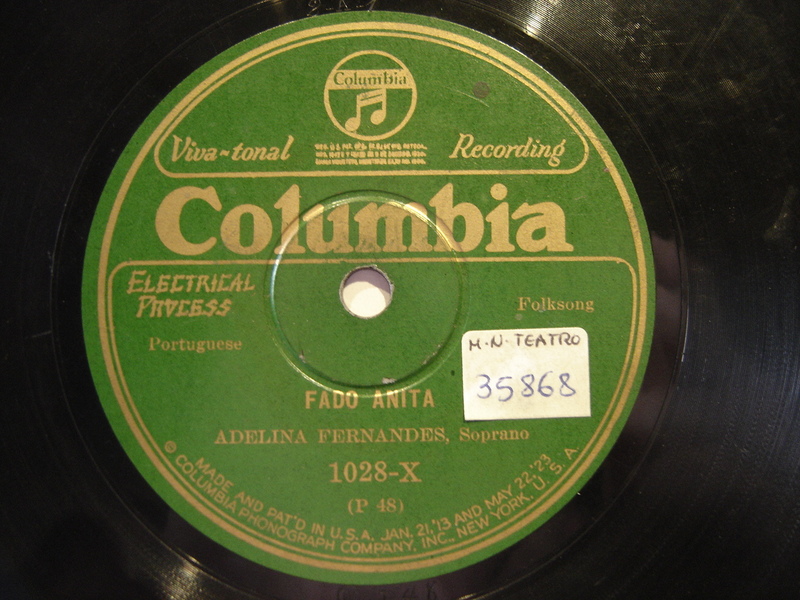 Columbia
Viva-tonal
Recording
Columbia
ELECTRICAL
PROCESS
Folksong
Portuguese
M.N. TEATRO
35868
FADO ANITA
ADELINA FERNANDES, Soprano
1028-X
(P 48)
MADE AND PAT'D IN U.S.A. JAN. 21,'13 AND MAY 22,'23
© COLUMBIA PHONOGRAPH COMPANY, INC., NEW YORK, U. S. A.